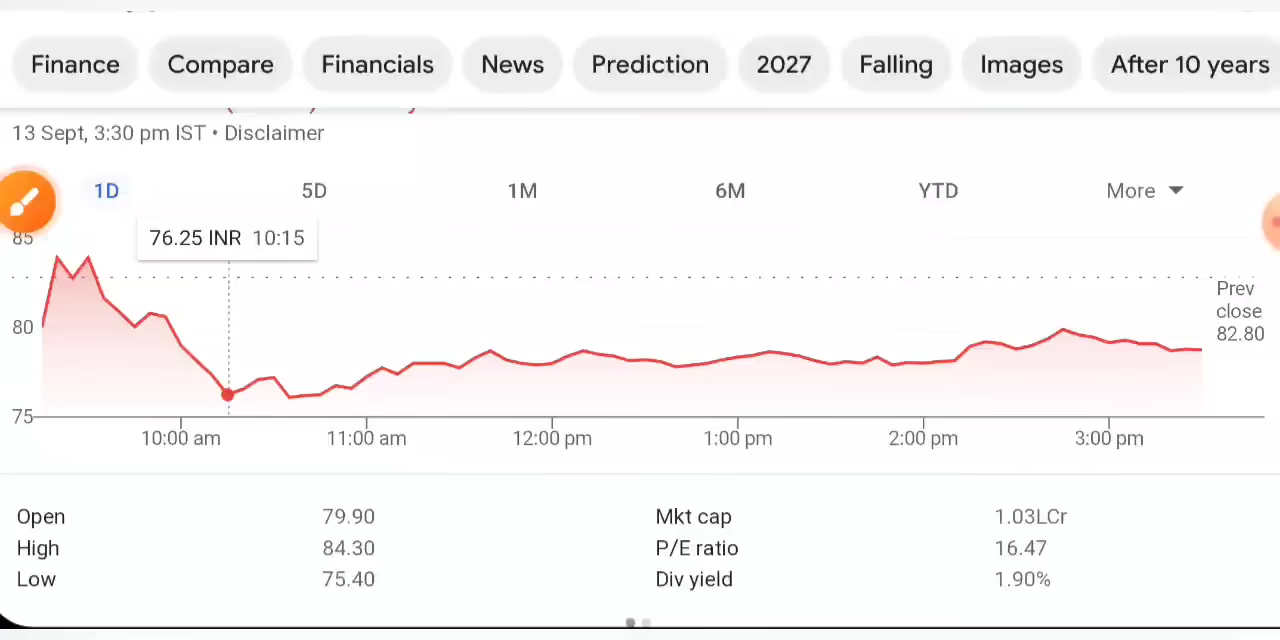 Finance Compare Financials News Prediction 2027 Falling Images After 10 years
13 Sept, 3:30 pm IST • Disclaimer
1D 5D 1M 6M YTD More
76.25 INR 10:15
85
80
75
Prev
close
82.80
10:00 am 11:00 am 12:00 pm 1:00 pm 2:00 pm 3:00 pm
Open 79.90 Mkt cap 1.03LCr
High 84.30 P/E ratio 16.47
Low 75.40 Div yield 1.90%